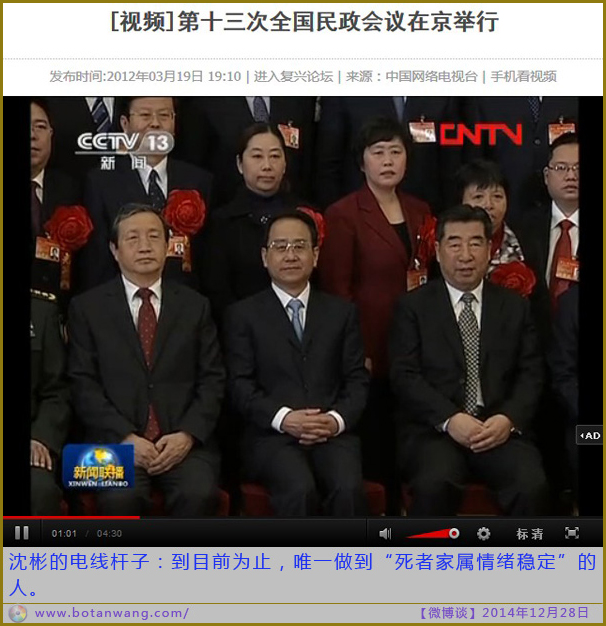 [视频]第十三次全国民政会议在京举行
发布时间:2012年03月19日 19:10 | 进入复兴论坛 | 来源：中国网络电视台 | 手机看视频
CCTV 13
新闻
CNTV
新闻联播
XINWEN LIANBO
AD
01:01 / 04:30
标清
沈彬的电线杆子：到目前为止，唯一做到“死者家属情绪稳定”的
人。
www.botanwang.com/
【微博谈】2014年12月28日